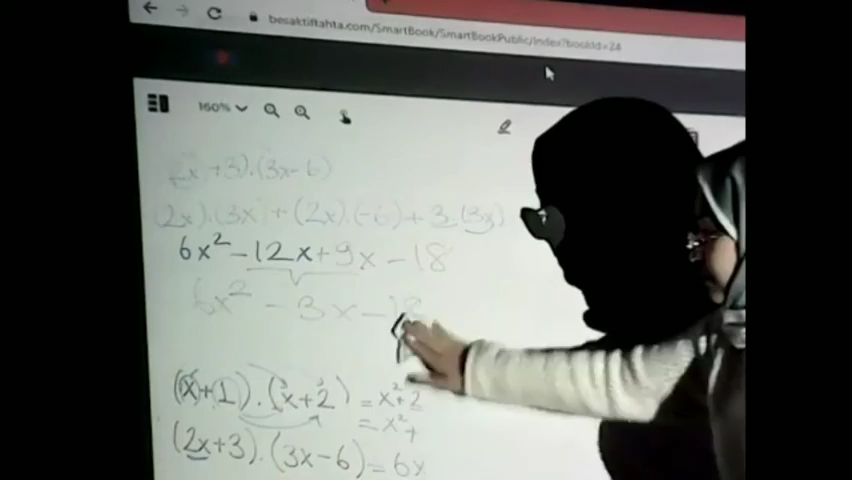 besaktiftahta.com/SmartBook/SmartBookPublic/Index?bookId=24
160%
(2x+3).(3x-6)
(2x).(3x)+(2x).(-6)+3.(3x)
6x²-12x+9x-18
6x²-3x-18
(x+1).(x+2)=x²+2
=x²+
(2x+3).(3x-6)=6x